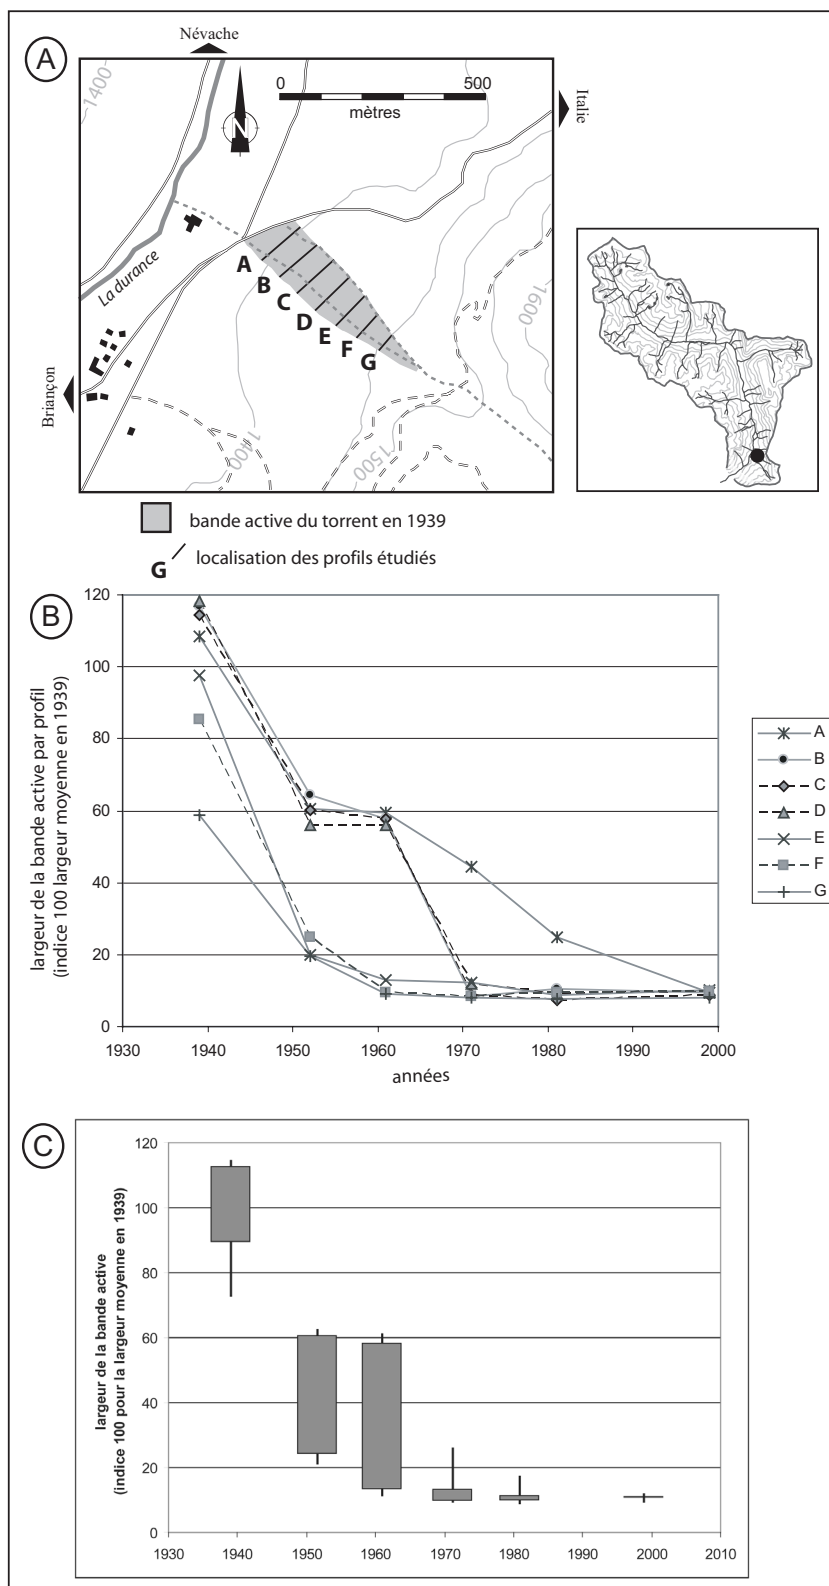 A
Névache
1400
0 500
mètres
N
Italie
La durance
A
B
C
D
E
F
G
1600
Briançon
1400
1500
bande active du torrent en 1939
G localisation des profils étudiés
B
largeur de la bande active par profil
(indice 100 largeur moyenne en 1939)
120
100
80
60
40
20
0
1930 1940 1950 1960 1970 1980 1990 2000
années
A
B
C
D
E
F
G
C
largeur de la bande active
(indice 100 pour la largeur moyenne en 1939)
120
100
80
60
40
20
0
1930 1940 1950 1960 1970 1980 1990 2000 2010